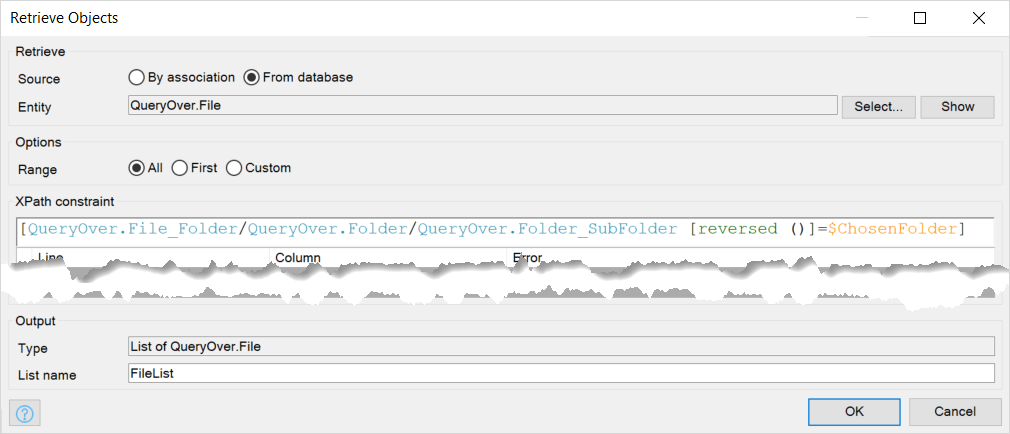 Retrieve Objects
Retrieve
Source By association From database
Entity QueryOver.File Select... Show
Options
Range All First Custom
XPath constraint
[QueryOver.File_Folder/QueryOver.Folder/QueryOver.Folder_SubFolder [reversed ()]=$ChosenFolder]
Line Column Error
Output
Type List of QueryOver.File
List name FileList
? OK Cancel